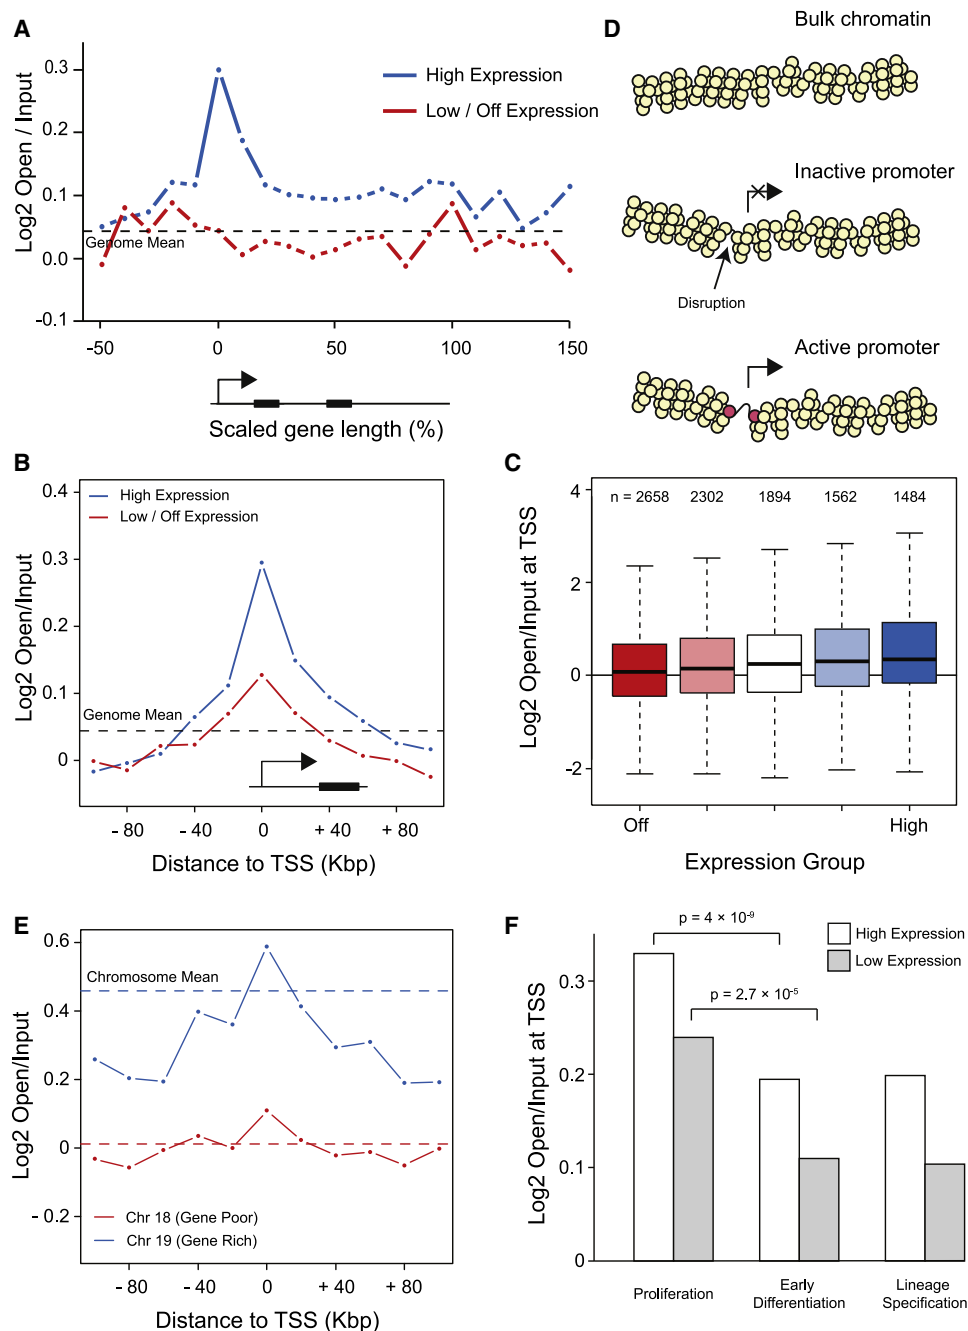 A
Log2 Open / Input
0.3
0.2
0.1
0.0
-0.1
High Expression
Low / Off Expression
Genome Mean
-50 0 50 100 150
Scaled gene length (%)
D
Bulk chromatin
Inactive promoter
Disruption
Active promoter
B
Log2 Open/Input
0.4
0.3
0.2
0.1
0
High Expression
Low / Off Expression
Genome Mean
- 80 - 40 0 + 40 + 80
Distance to TSS (Kbp)
C
Log2 Open/Input at TSS
4
2
0
-2
n = 2658 2302 1894 1562 1484
Off High
Expression Group
E
Log2 Open/Input
0.6
0.4
0.2
0
- 0.2
Chromosome Mean
Chr 18 (Gene Poor)
Chr 19 (Gene Rich)
- 80 - 40 0 + 40 + 80
Distance to TSS (Kbp)
F
Log2 Open/Input at TSS
0.3
0.2
0.1
0
p = 4 × 10⁻⁹
p = 2.7 × 10⁻⁵
High Expression
Low Expression
Proliferation
Early
Differentiation
Lineage
Specification